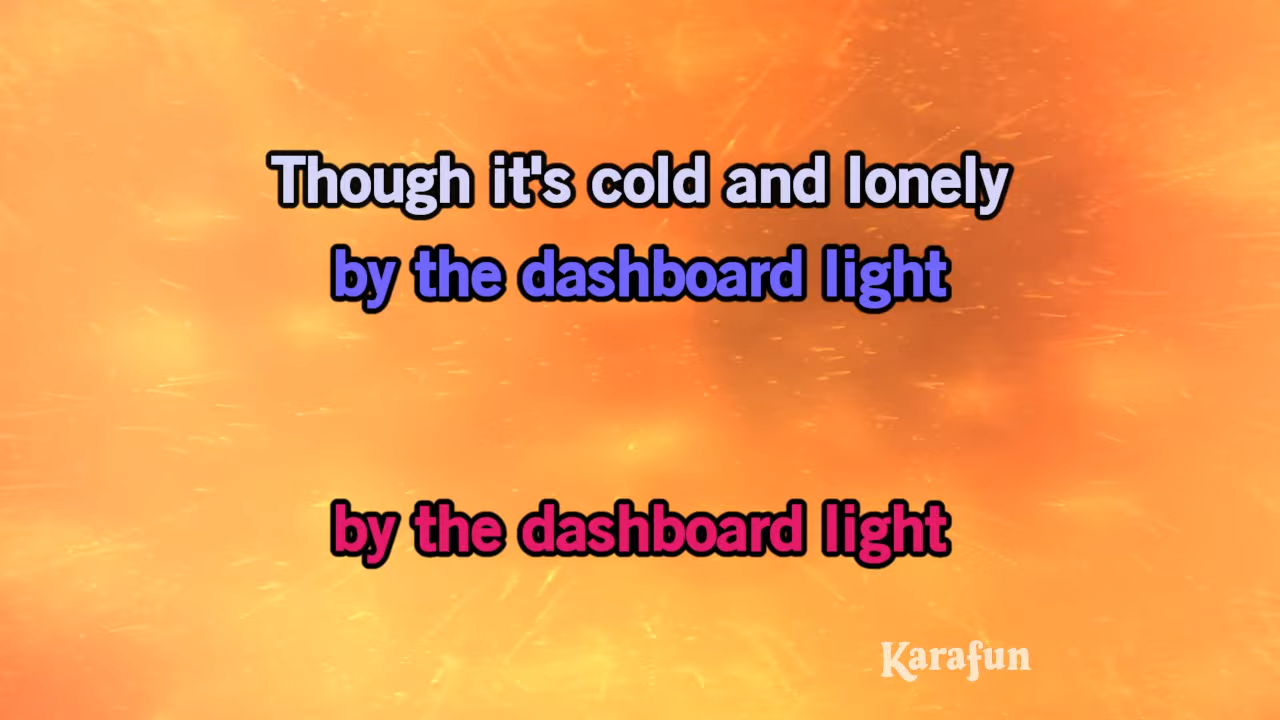 Though it's cold and lonely
by the dashboard light
by the dashboard light
Karafun